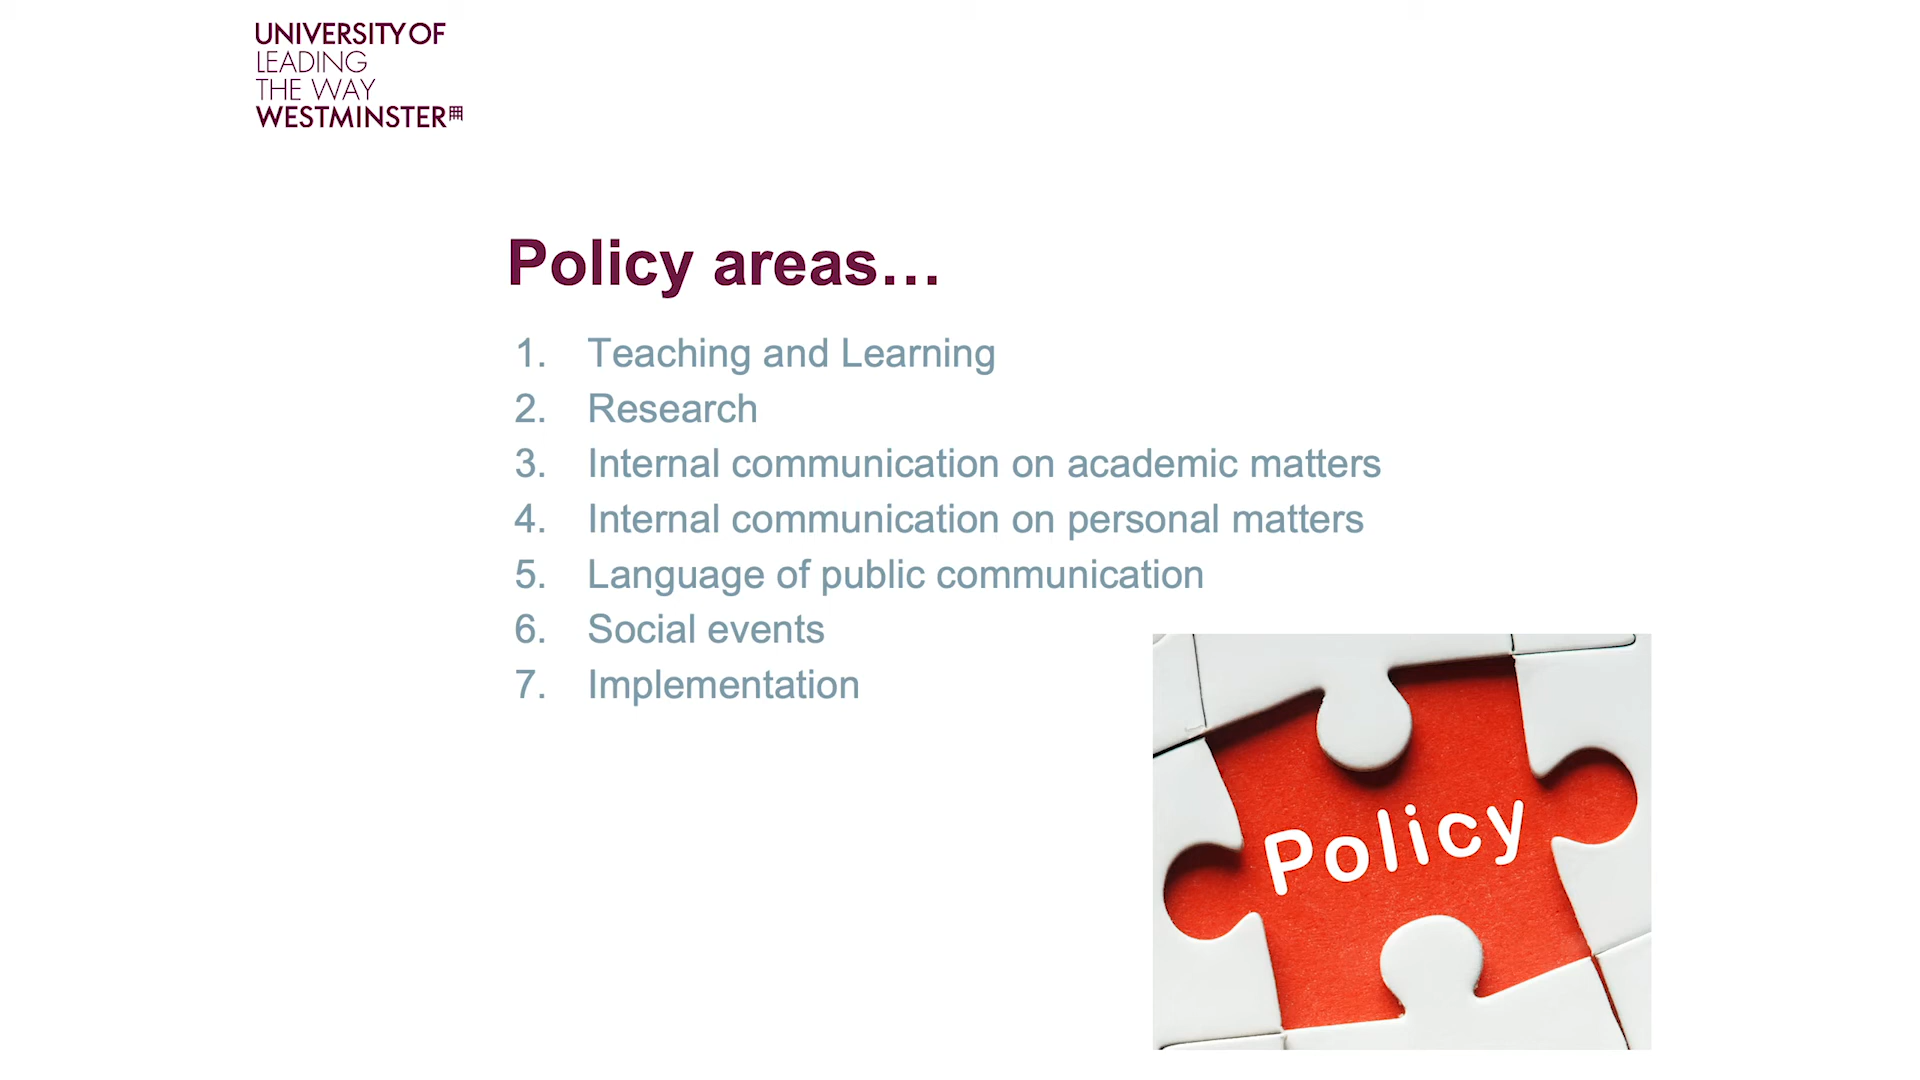 UNIVERSITY OF
LEADING
THE WAY
WESTMINSTER
Policy areas…
1. Teaching and Learning
2. Research
3. Internal communication on academic matters
4. Internal communication on personal matters
5. Language of public communication
6. Social events
7. Implementation
Policy